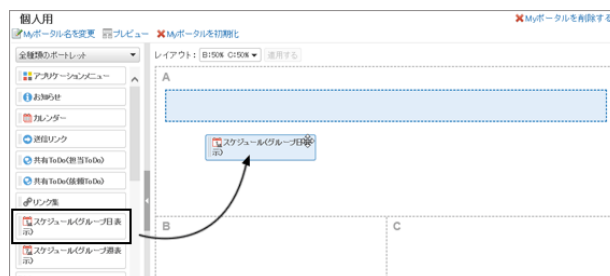 個人用
Myポータルを削除する
Myポータル名を変更 プレビュー Myポータルを初期化
全種類のポートレット
レイアウト: B:50% C:50% 適用する
アプリケーションメニュー
A
お知らせ
カレンダー
送信リンク
スケジュール(グループ日表示)
共有ToDo(担当ToDo)
共有ToDo(依頼ToDo)
リンク集
スケジュール(グループ日表
示)
B
C
スケジュール(グループ週表
示)